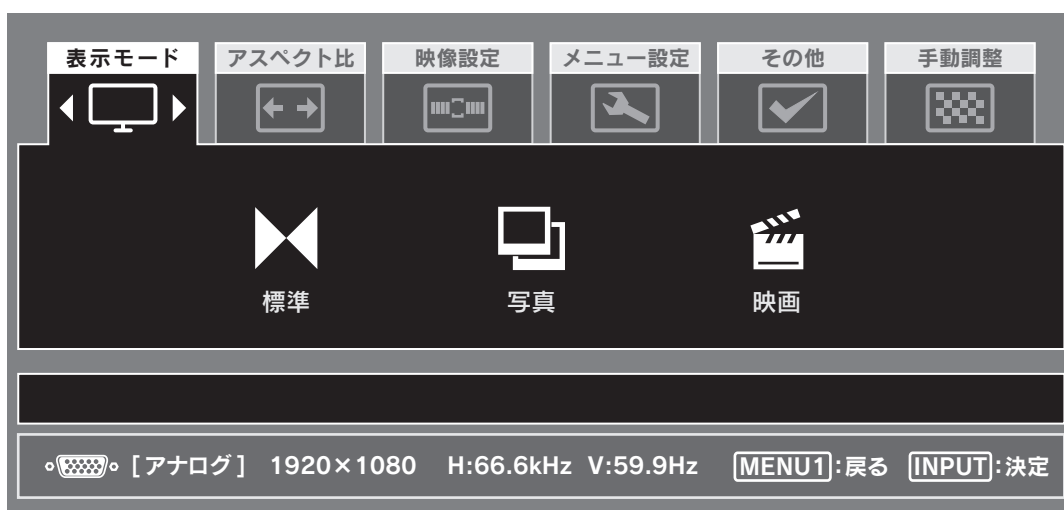 表示モード アスペクト比 映像設定 メニュー設定 その他 手動調整
標準 写真 映画
[アナログ] 1920×1080 H:66.6kHz V:59.9Hz MENU1:戻る INPUT:決定